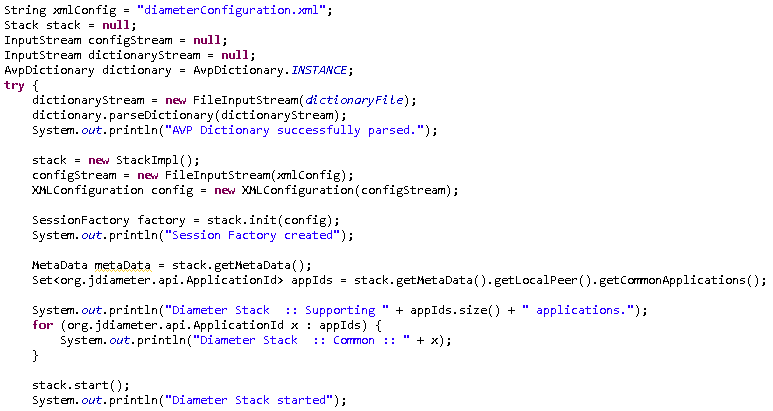 String xmlConfig = "diameterConfiguration.xml";
Stack stack = null;
InputStream configStream = null;
InputStream dictionaryStream = null;
AvpDictionary dictionary = AvpDictionary.INSTANCE;
try {
    dictionaryStream = new FileInputStream(dictionaryFile);
    dictionary.parseDictionary(dictionaryStream);
    System.out.println("AVP Dictionary successfully parsed.");

    stack = new StackImpl();
    configStream = new FileInputStream(xmlConfig);
    XMLConfiguration config = new XMLConfiguration(configStream);

    SessionFactory factory = stack.init(config);
    System.out.println("Session Factory created");

    MetaData metaData = stack.getMetaData();
    Set<org.jdiameter.api.ApplicationId> appIds = stack.getMetaData().getLocalPeer().getCommonApplications();

    System.out.println("Diameter Stack  :: Supporting " + appIds.size() + " applications.");
    for (org.jdiameter.api.ApplicationId x : appIds) {
        System.out.println("Diameter Stack  :: Common :: " + x);
    }

    stack.start();
    System.out.println("Diameter Stack started");